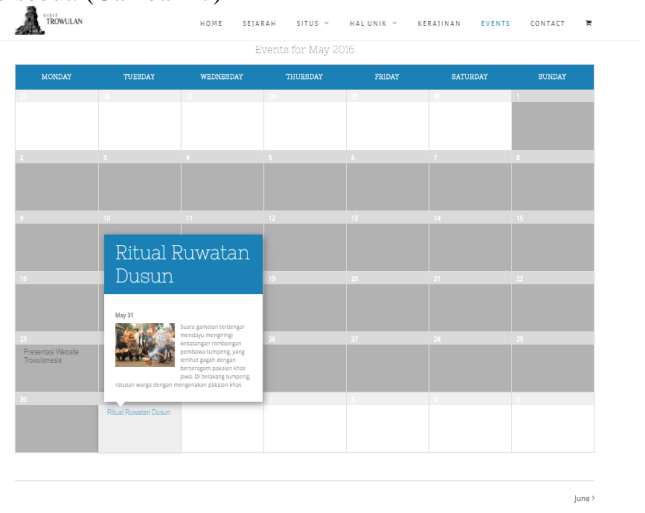 VISIT
TROWULAN
HOME SEJARAH SITUS HAL UNIK KERAJINAN EVENTS CONTACT
Events for May 2016
MONDAY TUESDAY WEDNESDAY THURSDAY FRIDAY SATURDAY SUNDAY
1
2 3 4 5 6 7 8
9 10 11 12 13 14 15
Ritual Ruwatan
Dusun
16 19 20 21 22
May 31
Suara gamelan terdengar
mendayu mengiringi
kedatangan rombongan
pembawa tumpeng, yang
terlihat gagah dengan
berseragam pakaian khas
jawa. Di belakang tumpeng,
ratusan warga dengan mengenakan pakaian khas
23 26 27 28 29
Presentasi Website
Trowulanesia
30 2 3 4 5
Ritual Ruwatan Dusun
June >